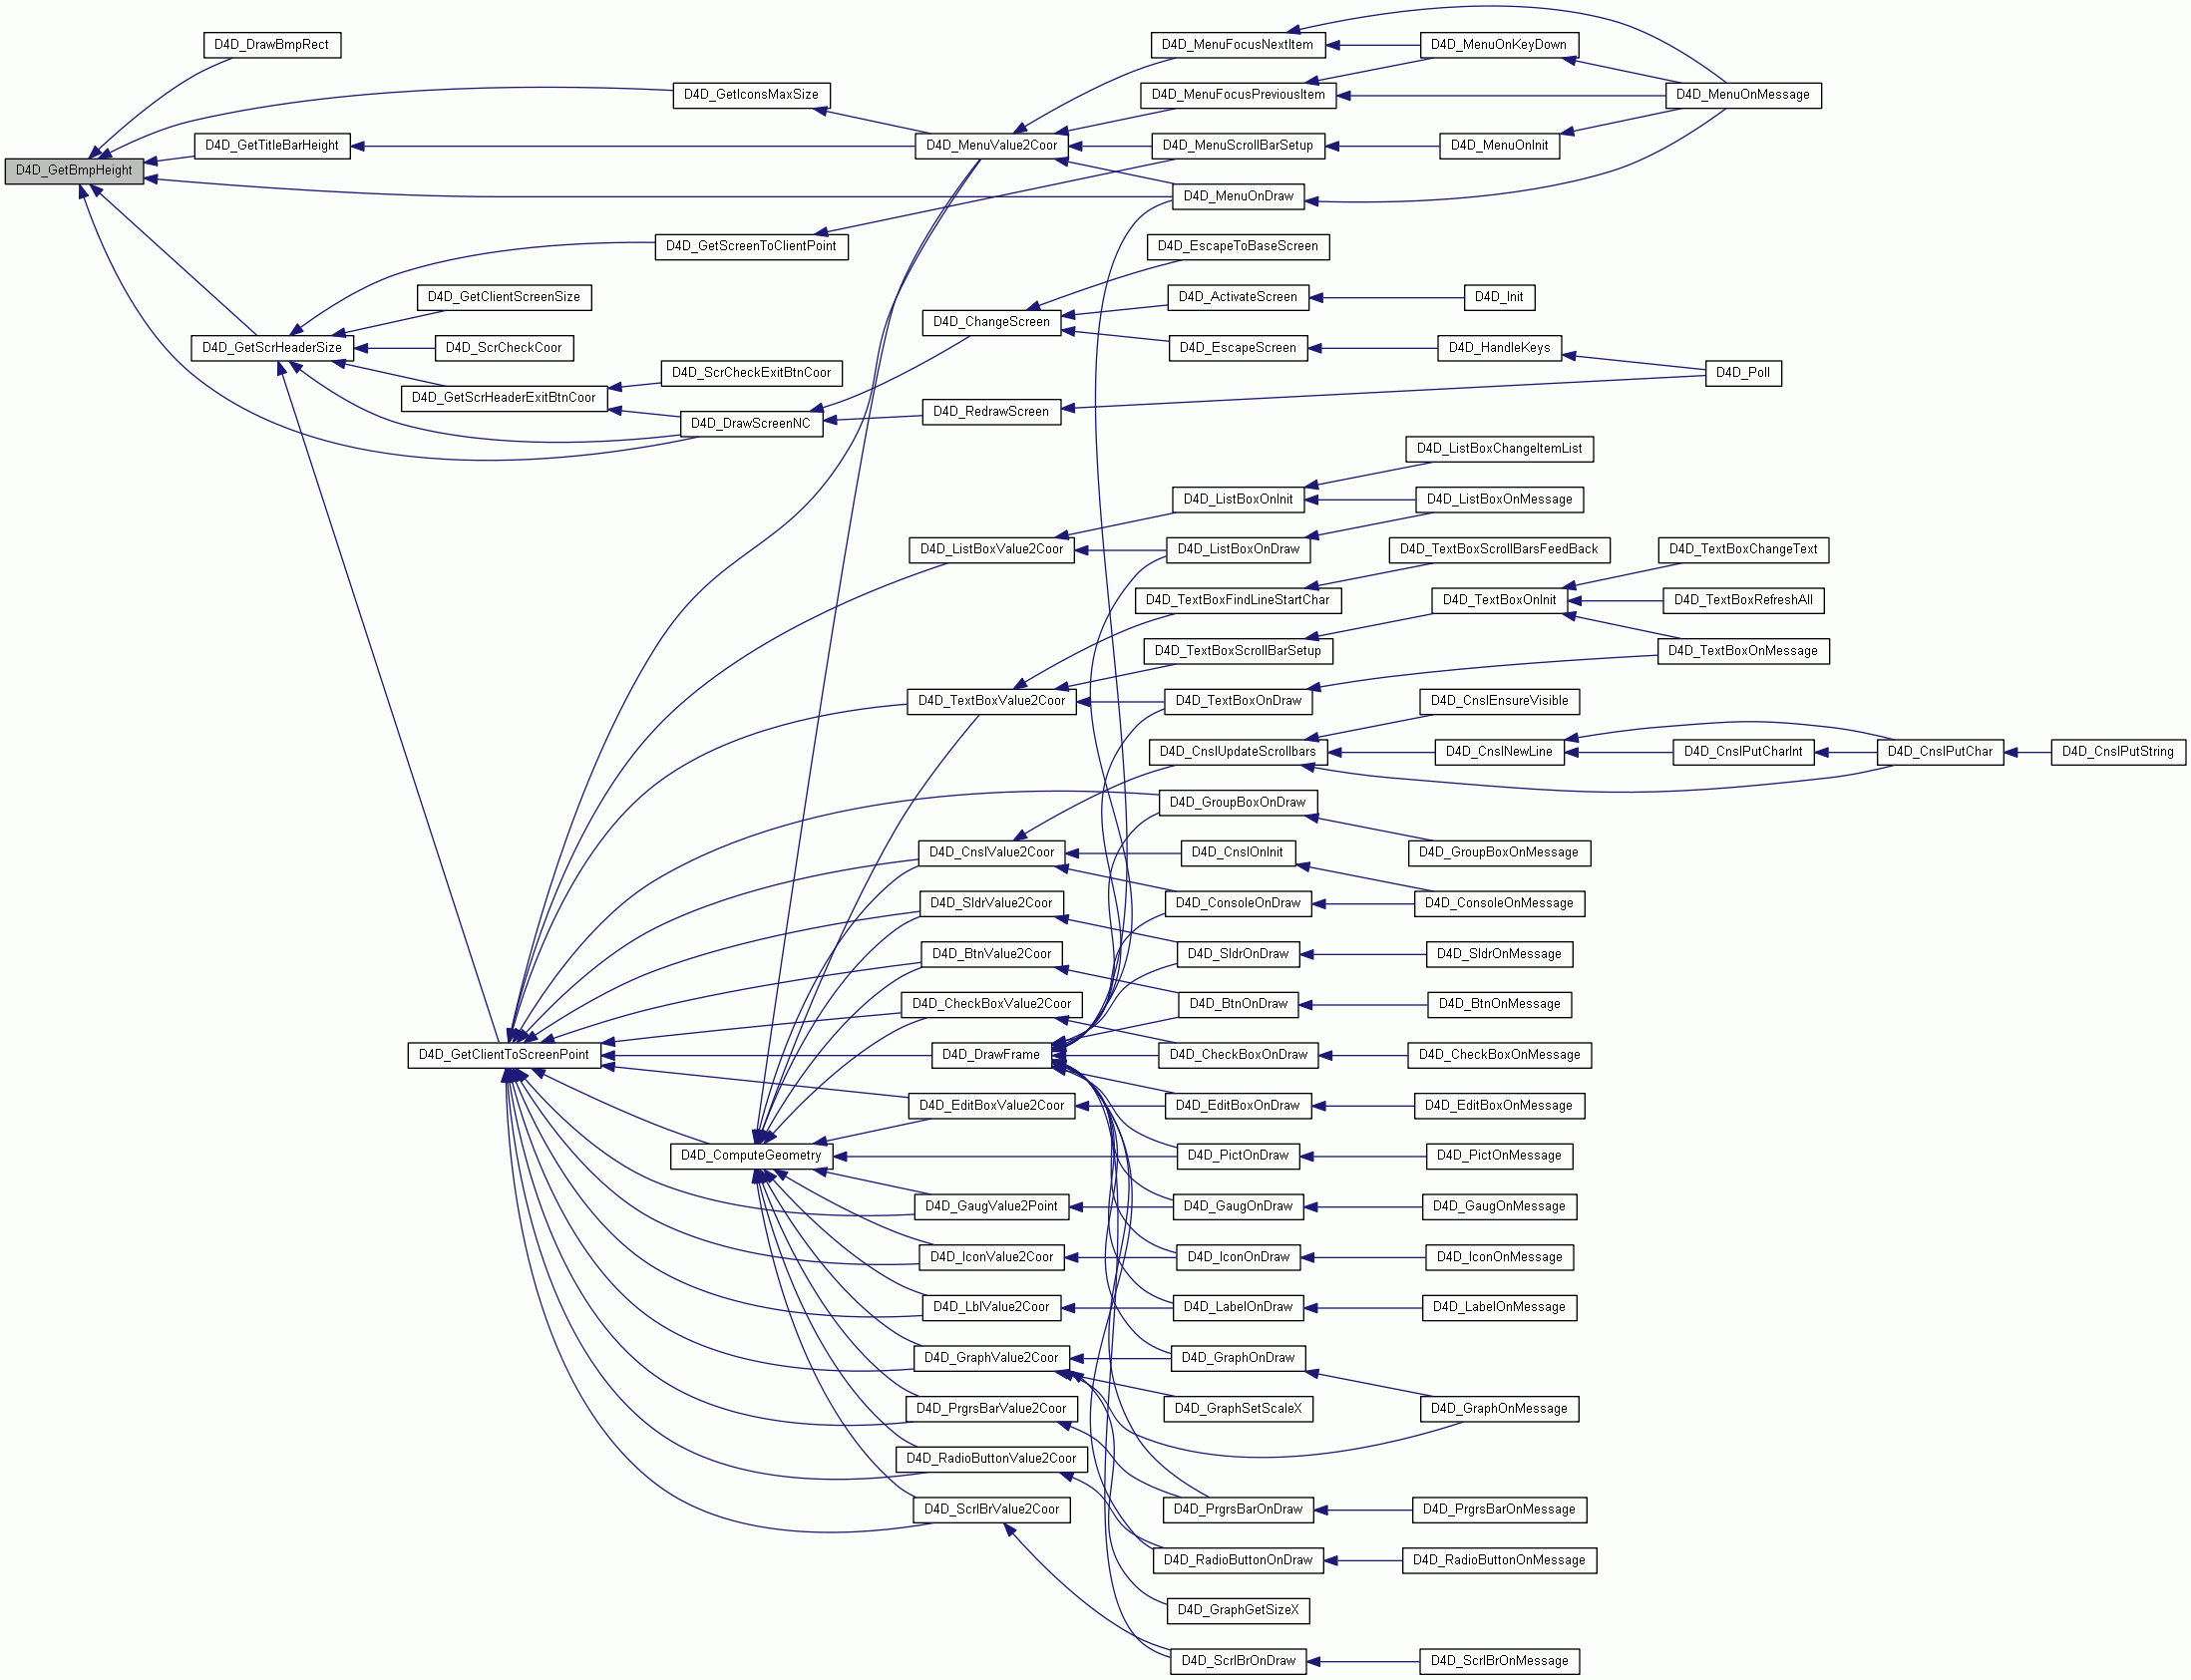 D4D_GetBmpHeight
D4D_DrawBmpRect
D4D_GetIconsMaxSize
D4D_GetTitleBarHeight
D4D_GetScrHeaderSize
D4D_GetScreenToClientPoint
D4D_GetClientScreenSize
D4D_ScrCheckCoor
D4D_GetScrHeaderExitBtnCoor
D4D_ScrCheckExitBtnCoor
D4D_DrawScreenNC
D4D_MenuValue2Coor
D4D_MenuFocusNextItem
D4D_MenuFocusPreviousItem
D4D_MenuScrollBarSetup
D4D_MenuOnDraw
D4D_MenuOnKeyDown
D4D_MenuOnInit
D4D_MenuOnMessage
D4D_ChangeScreen
D4D_EscapeToBaseScreen
D4D_ActivateScreen
D4D_Init
D4D_EscapeScreen
D4D_HandleKeys
D4D_Poll
D4D_RedrawScreen
D4D_ListBoxChangeItemList
D4D_ListBoxOnInit
D4D_ListBoxOnMessage
D4D_ListBoxValue2Coor
D4D_ListBoxOnDraw
D4D_TextBoxScrollBarsFeedBack
D4D_TextBoxChangeText
D4D_TextBoxFindLineStartChar
D4D_TextBoxOnInit
D4D_TextBoxRefreshAll
D4D_TextBoxScrollBarSetup
D4D_TextBoxOnMessage
D4D_TextBoxValue2Coor
D4D_TextBoxOnDraw
D4D_CnslEnsureVisible
D4D_CnslUpdateScrollbars
D4D_CnslNewLine
D4D_CnslPutCharInt
D4D_CnslPutChar
D4D_CnslPutString
D4D_GroupBoxOnDraw
D4D_GroupBoxOnMessage
D4D_CnslValue2Coor
D4D_CnslOnInit
D4D_ConsoleOnDraw
D4D_ConsoleOnMessage
D4D_SldrValue2Coor
D4D_SldrOnDraw
D4D_SldrOnMessage
D4D_BtnValue2Coor
D4D_BtnOnDraw
D4D_BtnOnMessage
D4D_CheckBoxValue2Coor
D4D_GetClientToScreenPoint
D4D_DrawFrame
D4D_CheckBoxOnDraw
D4D_CheckBoxOnMessage
D4D_EditBoxValue2Coor
D4D_EditBoxOnDraw
D4D_EditBoxOnMessage
D4D_ComputeGeometry
D4D_PictOnDraw
D4D_PictOnMessage
D4D_GaugValue2Point
D4D_GaugOnDraw
D4D_GaugOnMessage
D4D_IconValue2Coor
D4D_IconOnDraw
D4D_IconOnMessage
D4D_LblValue2Coor
D4D_LabelOnDraw
D4D_LabelOnMessage
D4D_GraphValue2Coor
D4D_GraphOnDraw
D4D_GraphSetScaleX
D4D_GraphOnMessage
D4D_PrgrsBarValue2Coor
D4D_RadioButtonValue2Coor
D4D_ScrlBrValue2Coor
D4D_PrgrsBarOnDraw
D4D_PrgrsBarOnMessage
D4D_RadioButtonOnDraw
D4D_RadioButtonOnMessage
D4D_GraphGetSizeX
D4D_ScrlBrOnDraw
D4D_ScrlBrOnMessage